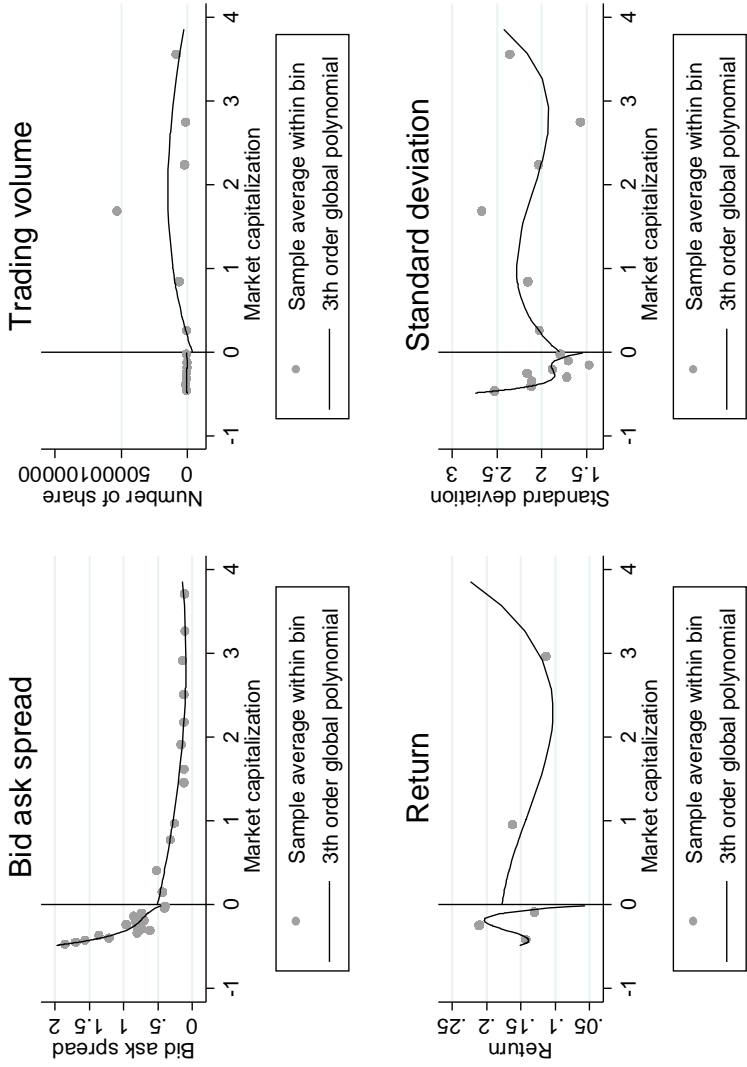 Bid ask spread
Bid ask spread
0 .5 1 1.5 2
-1 0 1 2 3 4
Market capitalization
Sample average within bin
3th order global polynomial
Trading volume
Number of share
0 50000100000
-1 0 1 2 3 4
Market capitalization
Sample average within bin
3th order global polynomial
Return
Return
.05 .1 .15 .2 .25
-1 0 1 2 3 4
Market capitalization
Sample average within bin
3th order global polynomial
Standard deviation
Standard deviation
1.5 2 2.5 3
-1 0 1 2 3 4
Market capitalization
Sample average within bin
3th order global polynomial